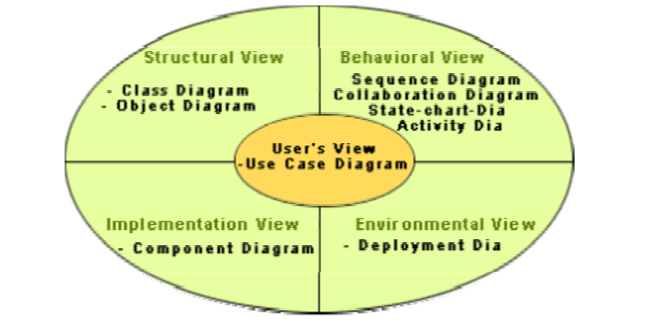 Structural View
- Class Diagram
- Object Diagram
Behavioral View
Sequence Diagram
Collaboration Diagram
State-chart-Dia
Activity Dia
User's View
-Use Case Diagram
Implementation View
- Component Diagram
Environmental View
- Deployment Dia